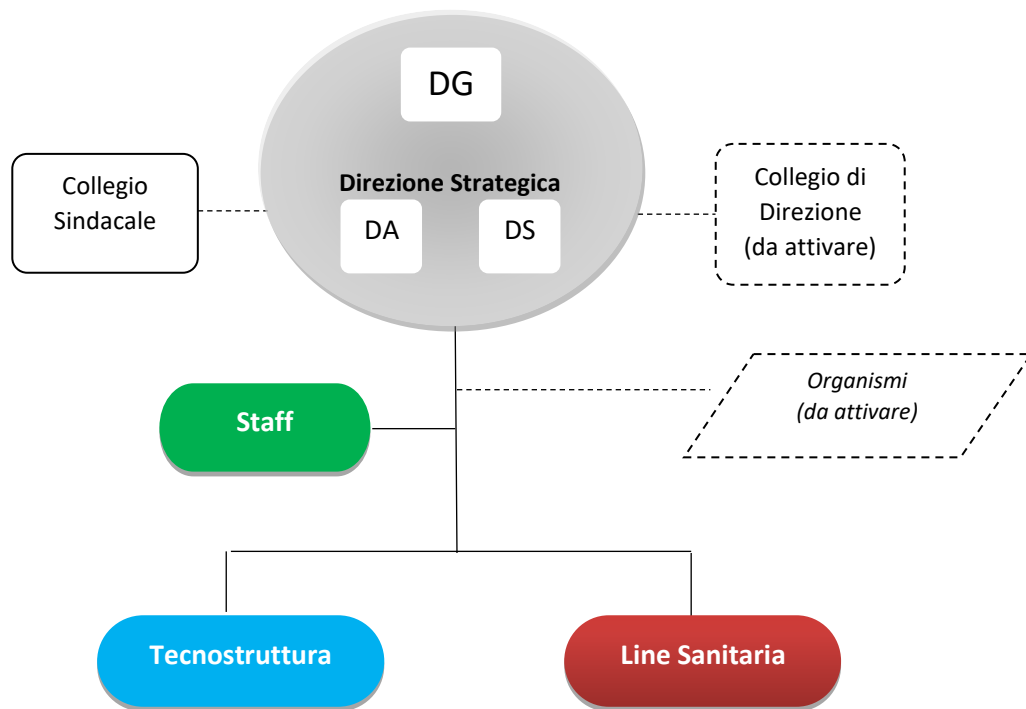 DG
Direzione Strategica
DA
DS
Collegio
Sindacale
Collegio di
Direzione
(da attivare)
Organismi
(da attivare)
Staff
Tecnostruttura
Line Sanitaria